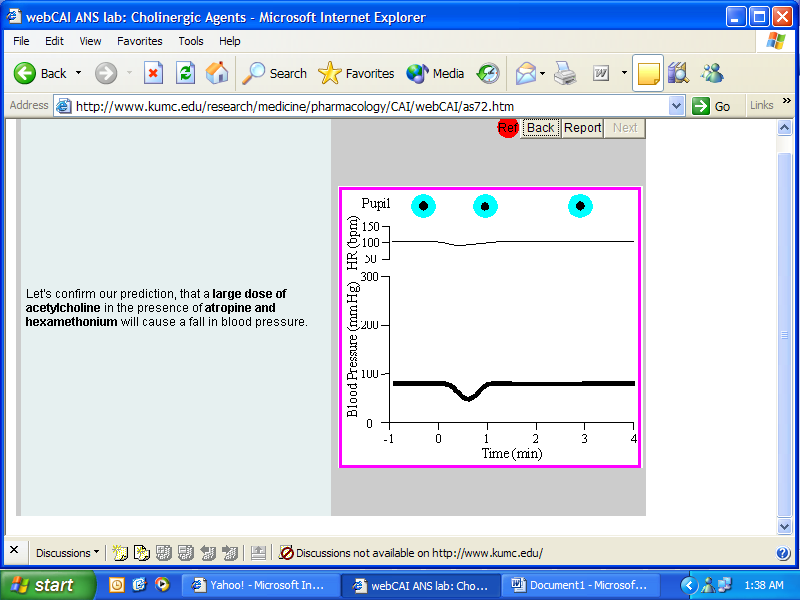 webCAI ANS lab: Cholinergic Agents - Microsoft Internet Explorer
File Edit View Favorites Tools Help
Back Search Favorites Media
Address http://www.kumc.edu/research/medicine/pharmacology/CAI/webCAI/as72.htm Go Links »
Ref Back Report Next
Pupil
HR (bpm)
150
100
50
Blood Pressure (mm Hg)
300
200
100
0
-1 0 1 2 3 4
Time (min)
Let's confirm our prediction, that a large dose of
acetylcholine in the presence of atropine and
hexamethonium will cause a fall in blood pressure.
Discussions Discussions not available on http://www.kumc.edu/
start Yahoo! - Microsoft In... webCAI ANS lab: Cho... Document1 - Microsof... 1:38 AM